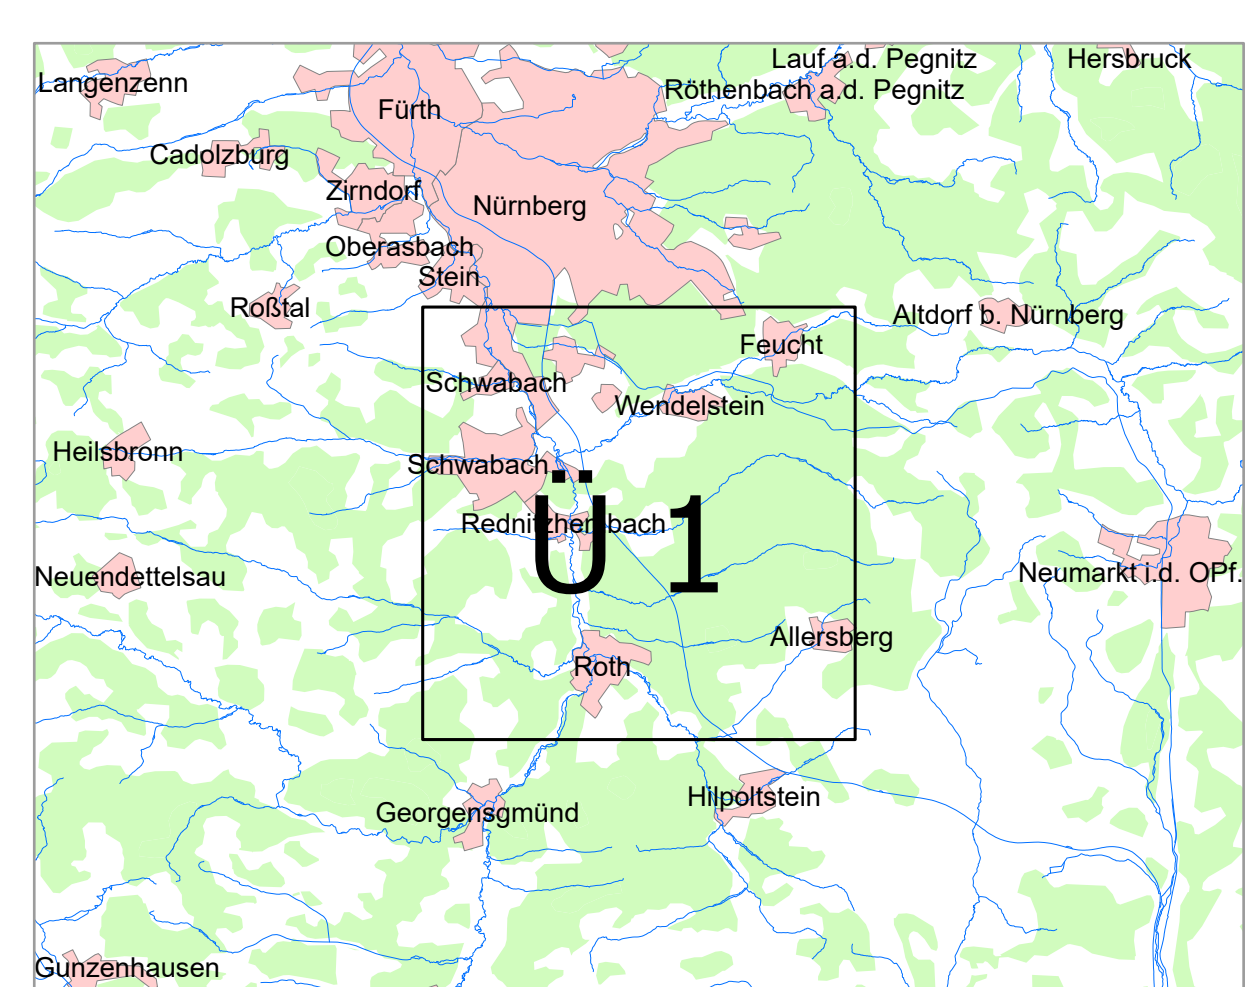 Lauf a.d. Pegnitz
Hersbruck
Langenzenn
Röthenbach a.d. Pegnitz
Fürth
Cadolzburg
Zirndorf
Nürnberg
Oberasbach
Stein
Roßtal
Altdorf b. Nürnberg
Feucht
Schwabach
Wendelstein
Heilsbronn
Schwabach
Rednitzhembach
Ü 1
Neuendettelsau
Neumarkt i.d. OPf.
Allersberg
Roth
Hilpoltstein
Georgensgmünd
Gunzenhausen